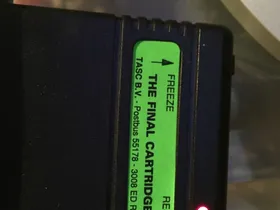 FREEZE
THE FINAL CARTRIDGE
TASC B.V. - Postbus 55178 - 3008 ED R
RE